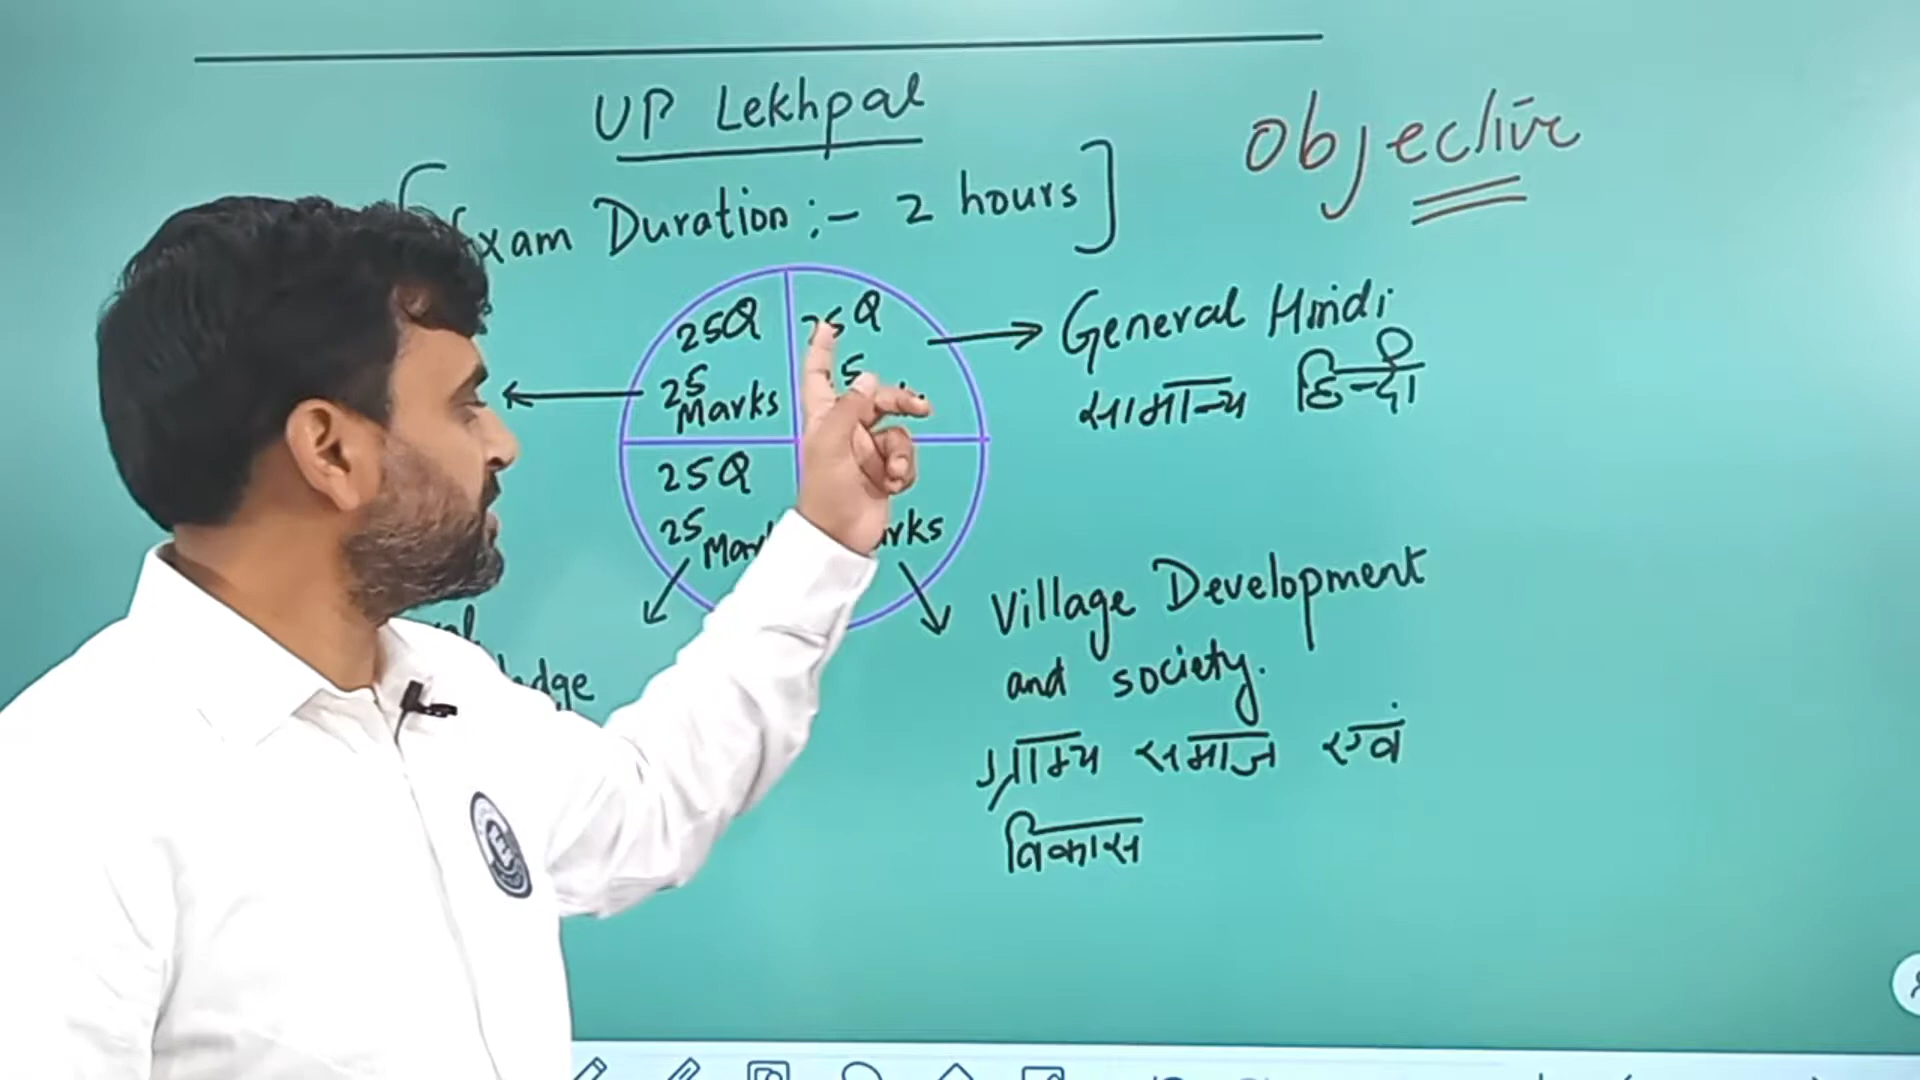 UP Lekhpal
Objective
Exam Duration :- 2 hours]
25Q
25
Marks
25Q
5
General Hindi
सामान्य हिन्दी
25Q
25
Village Development
and society.
ग्राम्य समाज एवं
विकास